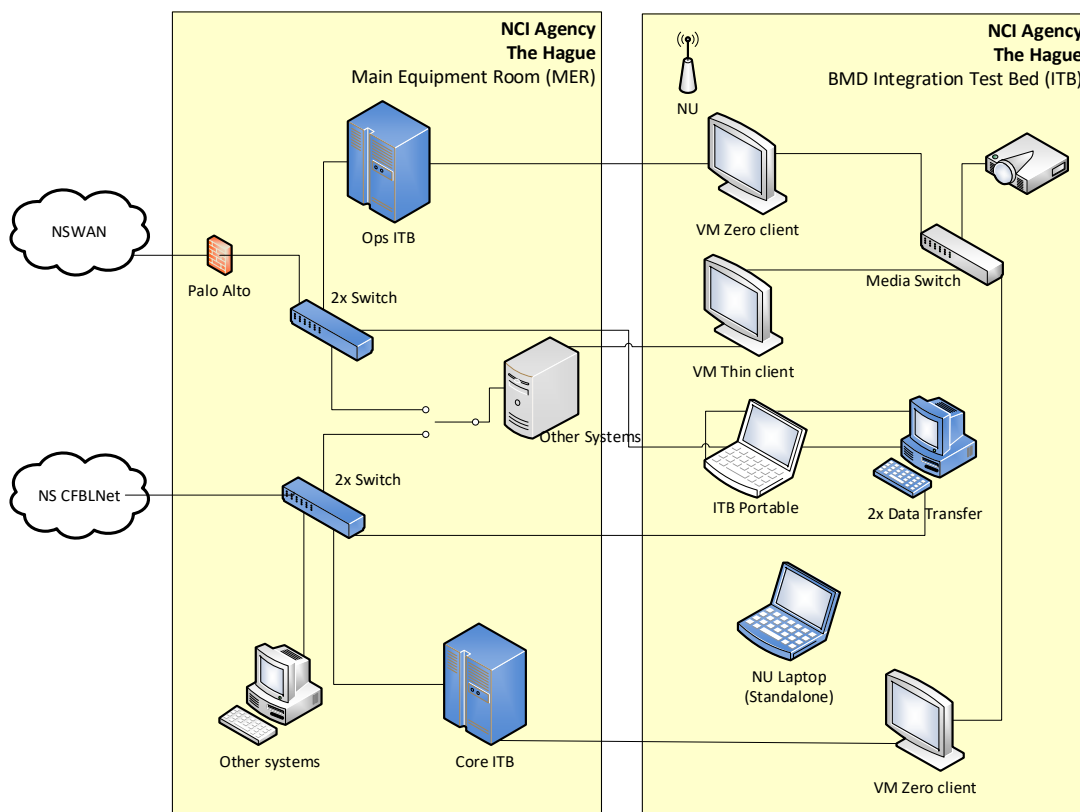 NCI Agency
The Hague
Main Equipment Room (MER)
NCI Agency
The Hague
BMD Integration Test Bed (ITB)
NU
NSWAN
Ops ITB
VM Zero client
Palo Alto
2x Switch
Media Switch
VM Thin client
Other Systems
NS CFBLNet
2x Switch
ITB Portable
2x Data Transfer
NU Laptop
(Standalone)
Other systems
Core ITB
VM Zero client